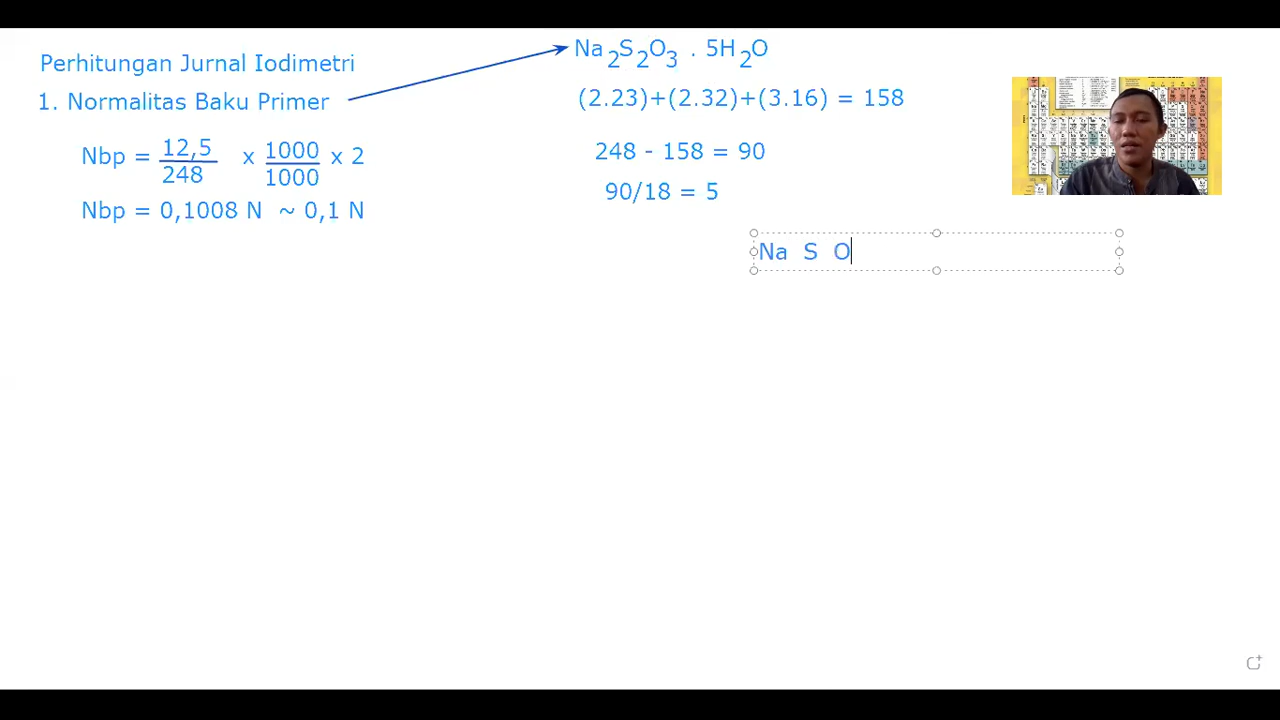 Perhitungan Jurnal Iodimetri
1. Normalitas Baku Primer
Nbp = 12,5/248 x 1000/1000 x 2
Nbp = 0,1008 N ~ 0,1 N
Na2S2O3 . 5H2O
(2.23)+(2.32)+(3.16) = 158
248 - 158 = 90
90/18 = 5
Na S O